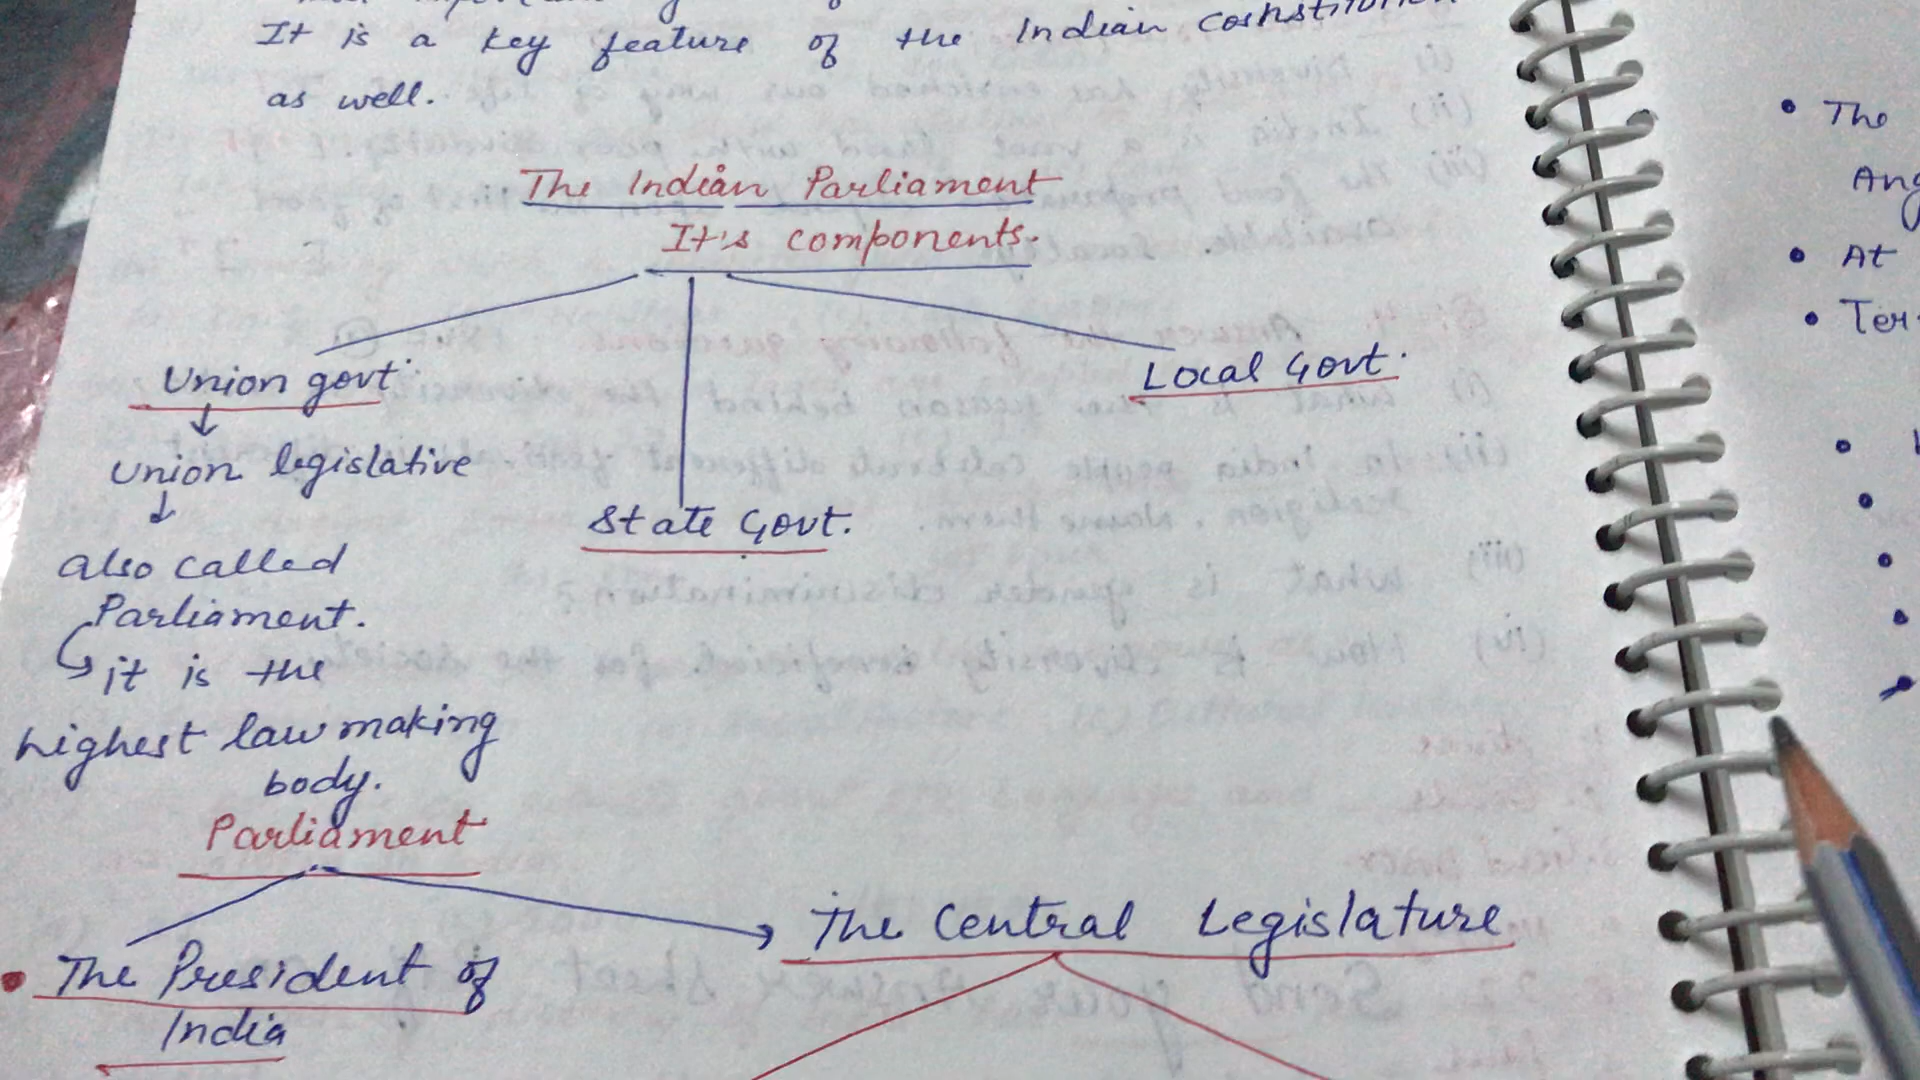 It is a key feature of the Indian
as well.
The Indian Parliament
It's components.
Union govt.
Local Govt.
Union legislative
State Govt.
also called
Parliament.
it is the
highest law making
body.
Parliament
The Central Legislature
The President of
India
The
At